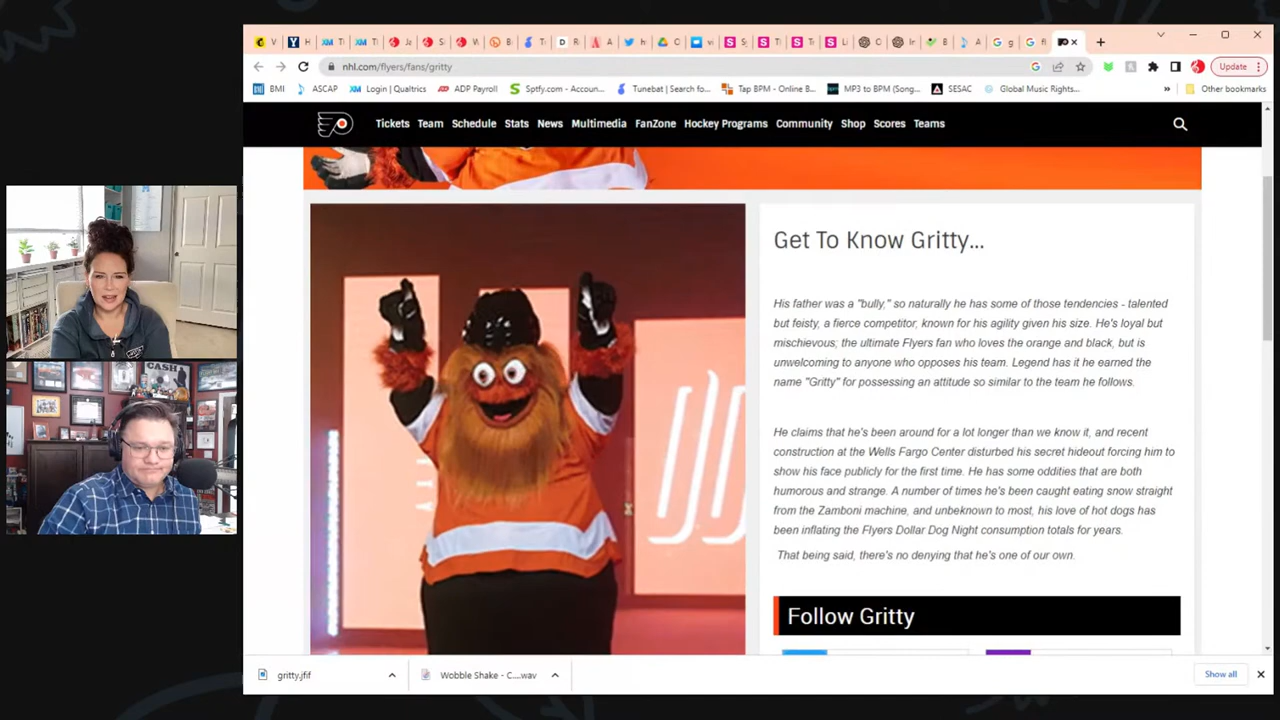 nhl.com/flyers/fans/gritty
Update
BMI
ASCAP
Login | Qualtrics
ADP Payroll
Sptfy.com - Accoun...
Tunebat | Search fo...
Tap BPM - Online B...
MP3 to BPM (Song...
SESAC
Global Music Rights...
»
Other bookmarks
Tickets Team Schedule Stats News Multimedia FanZone Hockey Programs Community Shop Scores Teams
CASH
Get To Know Gritty...
His father was a "bully," so naturally he has some of those tendencies - talented
but feisty, a fierce competitor, known for his agility given his size. He's loyal but
mischievous; the ultimate Flyers fan who loves the orange and black, but is
unwelcoming to anyone who opposes his team. Legend has it he earned the
name "Gritty" for possessing an attitude so similar to the team he follows.
He claims that he's been around for a lot longer than we know it, and recent
construction at the Wells Fargo Center disturbed his secret hideout forcing him to
show his face publicly for the first time. He has some oddities that are both
humorous and strange. A number of times he's been caught eating snow straight
from the Zamboni machine, and unbeknown to most, his love of hot dogs has
been inflating the Flyers Dollar Dog Night consumption totals for years.
That being said, there's no denying that he's one of our own.
Follow Gritty
gritty.jfif
Wobble Shake - C....wav
Show all